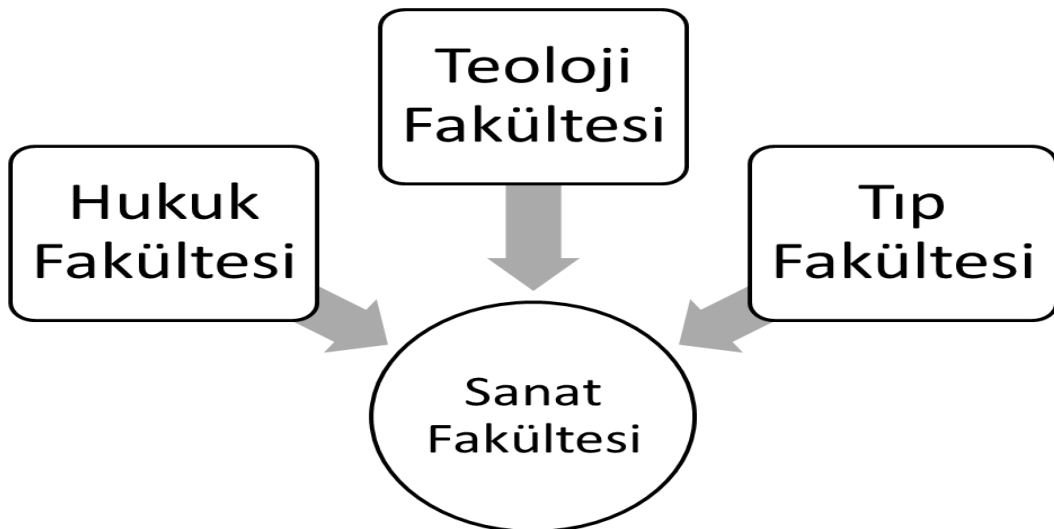 Teoloji
Fakültesi
Hukuk
Fakültesi
Tıp
Fakültesi
Sanat
Fakültesi